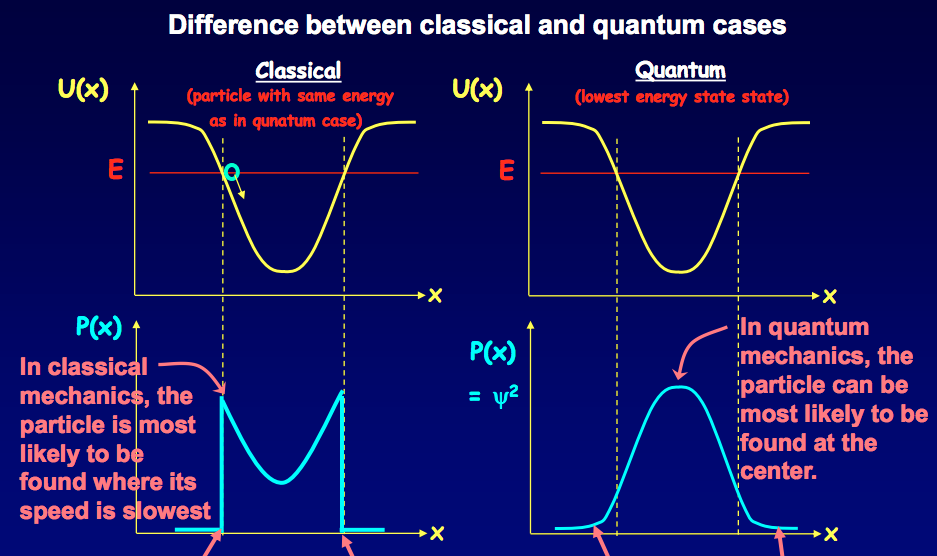 Difference between classical and quantum cases
Classical
(particle with same energy
as in qunatum case)
U(x)
E
x
Quantum
(lowest energy state state)
U(x)
E
x
P(x)
In classical
mechanics, the
particle is most
likely to be
found where its
speed is slowest
x
P(x)
= ψ²
In quantum
mechanics, the
particle can be
most likely to be
found at the
center.
x